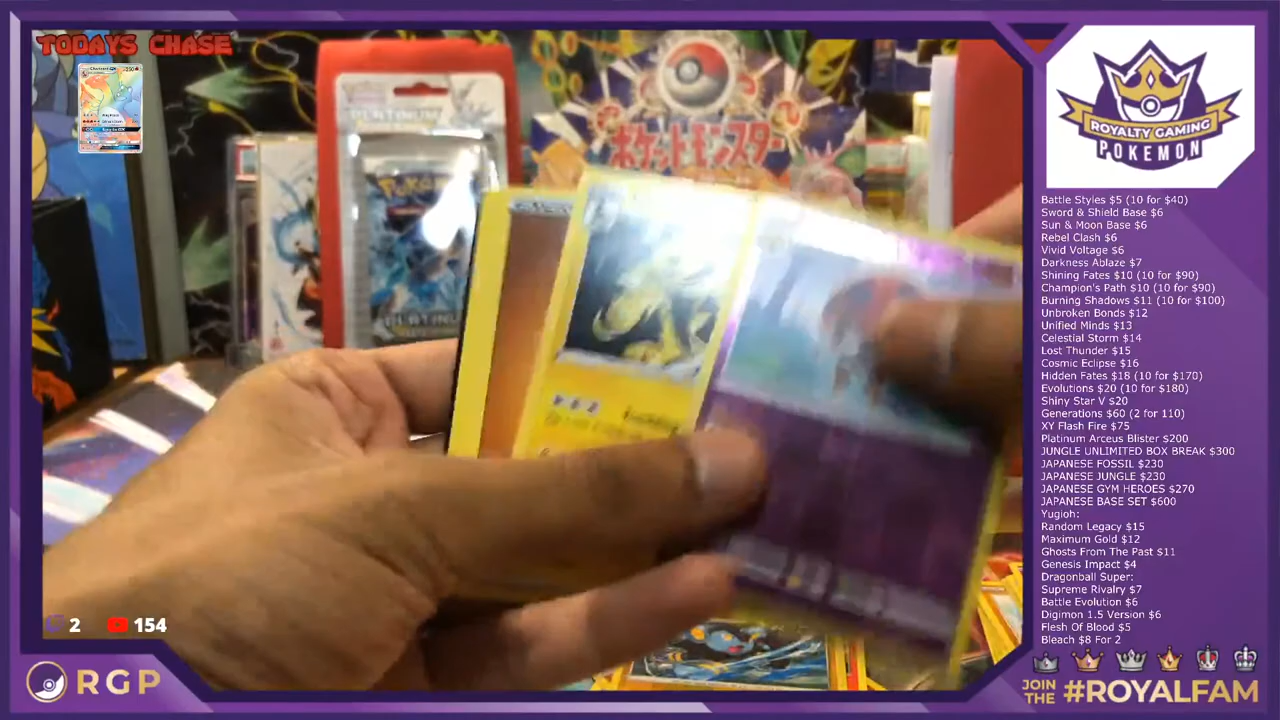 TODAYS CHASE
ROYALTY GAMING
POKEMON
Battle Styles $5 (10 for $40)
Sword & Shield Base $6
Sun & Moon Base $6
Rebel Clash $6
Vivid Voltage $6
Darkness Ablaze $7
Shining Fates $10 (10 for $90)
Champion's Path $10 (10 for $90)
Burning Shadows $11 (10 for $100)
Unbroken Bonds $12
Unified Minds $13
Celestial Storm $14
Lost Thunder $15
Cosmic Eclipse $16
Hidden Fates $18 (10 for $170)
Evolutions $20 (10 for $180)
Shiny Star V $20
Generations $60 (2 for 110)
XY Flash Fire $75
Platinum Arceus Blister $200
JUNGLE UNLIMITED BOX BREAK $300
JAPANESE FOSSIL $230
JAPANESE JUNGLE $230
JAPANESE GYM HEROES $270
JAPANESE BASE SET $600
Yugioh:
Random Legacy $15
Maximum Gold $12
Ghosts From The Past $11
Genesis Impact $4
Dragonball Super:
Supreme Rivalry $7
Battle Evolution $6
Digimon 1.5 Version $6
Flesh Of Blood $5
Bleach $8 For 2
ポケットモンスター
PLATINUM
POKéMON
PLATINUM
2
154
RGP
JOIN THE #ROYALFAM